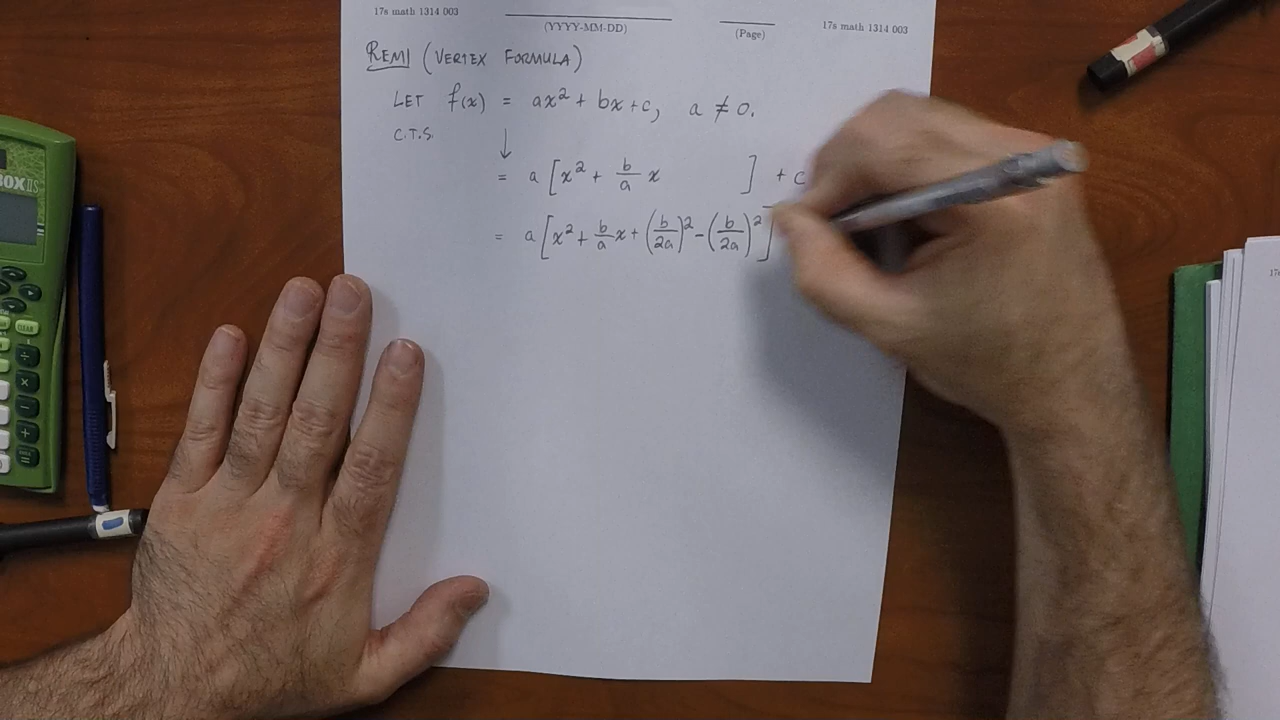 17s math 1314 003 (YYYY-MM-DD) (Page) 17s math 1314 003
REM (VERTEX FORMULA)
LET f(x) = ax² + bx + c, a ≠ 0.
C.T.S. ↓
= a [x² + b/a x ] + c
= a [x² + b/a x + (b/2a)² - (b/2a)²]